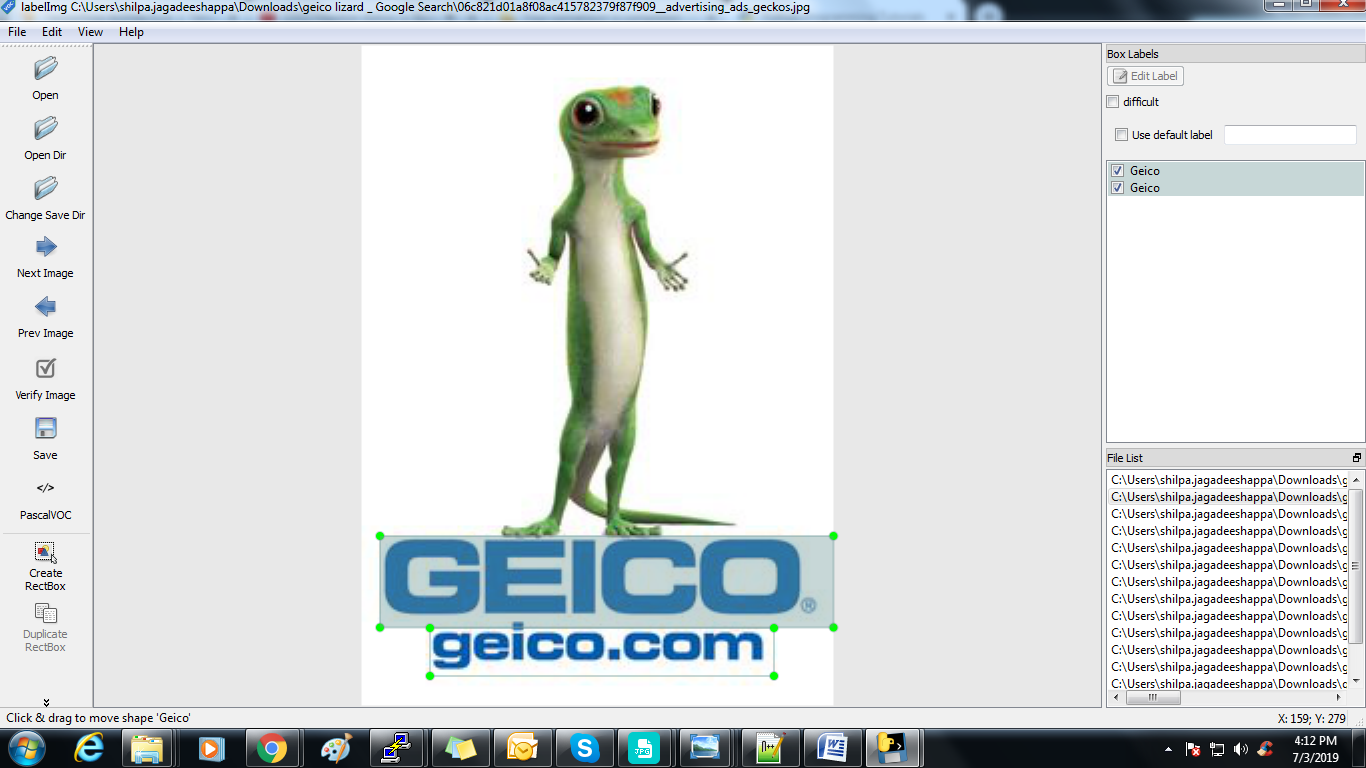 labelImg C:\Users\shilpa.jagadeeshappa\Downloads\geico lizard _ Google Search\06c821d01a8f08ac415782379f87f909__advertising_ads_geckos.jpg
File Edit View Help
Open
Open Dir
Change Save Dir
Next Image
Prev Image
Verify Image
Save
</>
PascalVOC
Create
RectBox
Duplicate
RectBox
GEICO®
geico.com
Box Labels
Edit Label
difficult
Use default label
Geico
Geico
File List
C:\Users\shilpa.jagadeeshappa\Downloads\g
C:\Users\shilpa.jagadeeshappa\Downloads\g
C:\Users\shilpa.jagadeeshappa\Downloads\g
C:\Users\shilpa.jagadeeshappa\Downloads\g
C:\Users\shilpa.jagadeeshappa\Downloads\g
C:\Users\shilpa.jagadeeshappa\Downloads\g
C:\Users\shilpa.jagadeeshappa\Downloads\g
C:\Users\shilpa.jagadeeshappa\Downloads\g
C:\Users\shilpa.jagadeeshappa\Downloads\g
C:\Users\shilpa.jagadeeshappa\Downloads\g
C:\Users\shilpa.jagadeeshappa\Downloads\g
C:\Users\shilpa.jagadeeshappa\Downloads\g
C:\Users\shilpa.jagadeeshappa\Downloads\g
Click & drag to move shape 'Geico'
X: 159; Y: 279
JPG
4:12 PM
7/3/2019